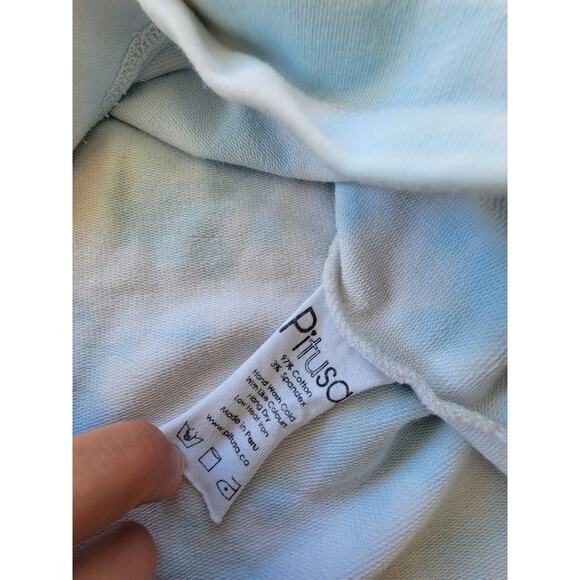 Pitusa
97% Cotton
3% Spandex
Hand Wash Cold
With Like Colours
Hang Dry
Low Heat Iron
Made in Peru
www.pitusa.ca